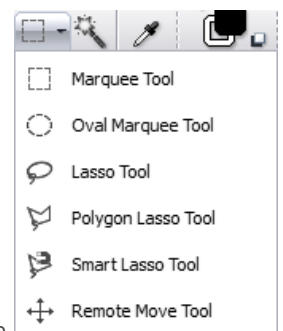 Marquee Tool
Oval Marquee Tool
Lasso Tool
Polygon Lasso Tool
Smart Lasso Tool
Remote Move Tool